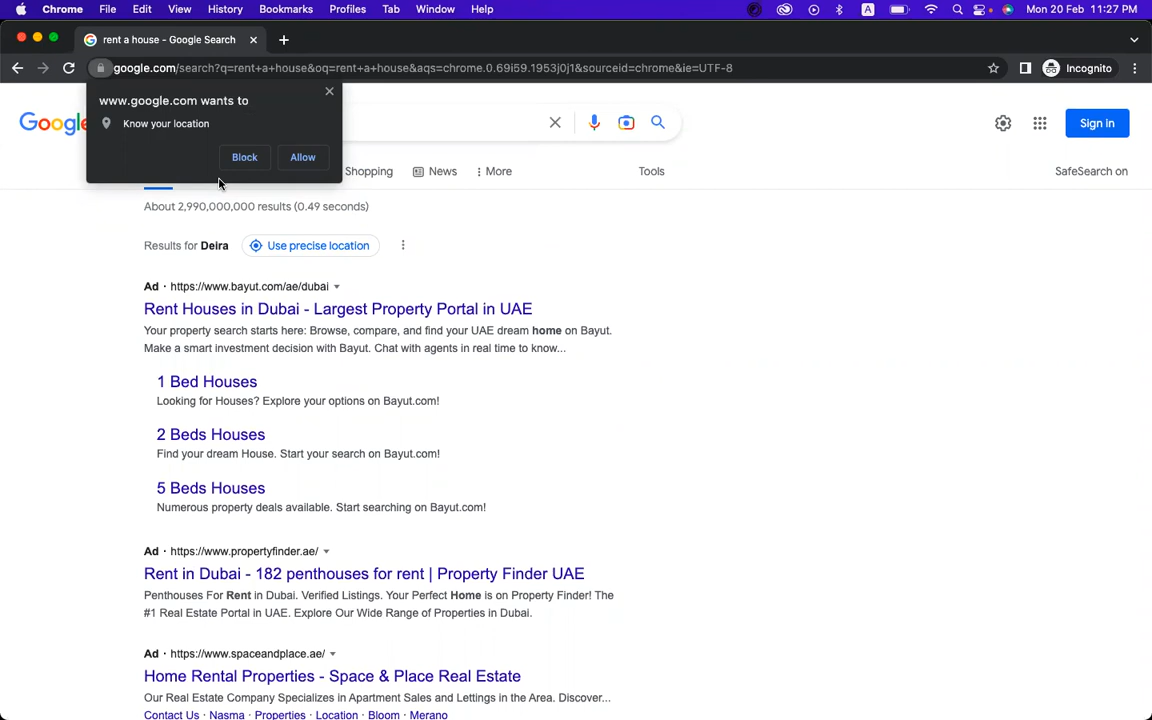 Chrome File Edit View History Bookmarks Profiles Tab Window Help A Mon 20 Feb 11:27 PM
rent a house - Google Search
google.com/search?q=rent+a+house&oq=rent+a+house&aqs=chrome.0.69i59.1953j0j1&sourceid=chrome&ie=UTF-8 Incognito
www.google.com wants to
Know your location
Block Allow
Google
Sign in
Shopping News More Tools SafeSearch on
About 2,990,000,000 results (0.49 seconds)
Results for Deira Use precise location
Ad · https://www.bayut.com/ae/dubai
Rent Houses in Dubai - Largest Property Portal in UAE
Your property search starts here: Browse, compare, and find your UAE dream home on Bayut.
Make a smart investment decision with Bayut. Chat with agents in real time to know...
1 Bed Houses
Looking for Houses? Explore your options on Bayut.com!
2 Beds Houses
Find your dream House. Start your search on Bayut.com!
5 Beds Houses
Numerous property deals available. Start searching on Bayut.com!
Ad · https://www.propertyfinder.ae/
Rent in Dubai - 182 penthouses for rent | Property Finder UAE
Penthouses For Rent in Dubai. Verified Listings. Your Perfect Home is on Property Finder! The
#1 Real Estate Portal in UAE. Explore Our Wide Range of Properties in Dubai.
Ad · https://www.spaceandplace.ae/
Home Rental Properties - Space & Place Real Estate
Our Real Estate Company Specializes in Apartment Sales and Lettings in the Area. Discover...
Contact Us · Nasma · Properties · Location · Bloom · Merano